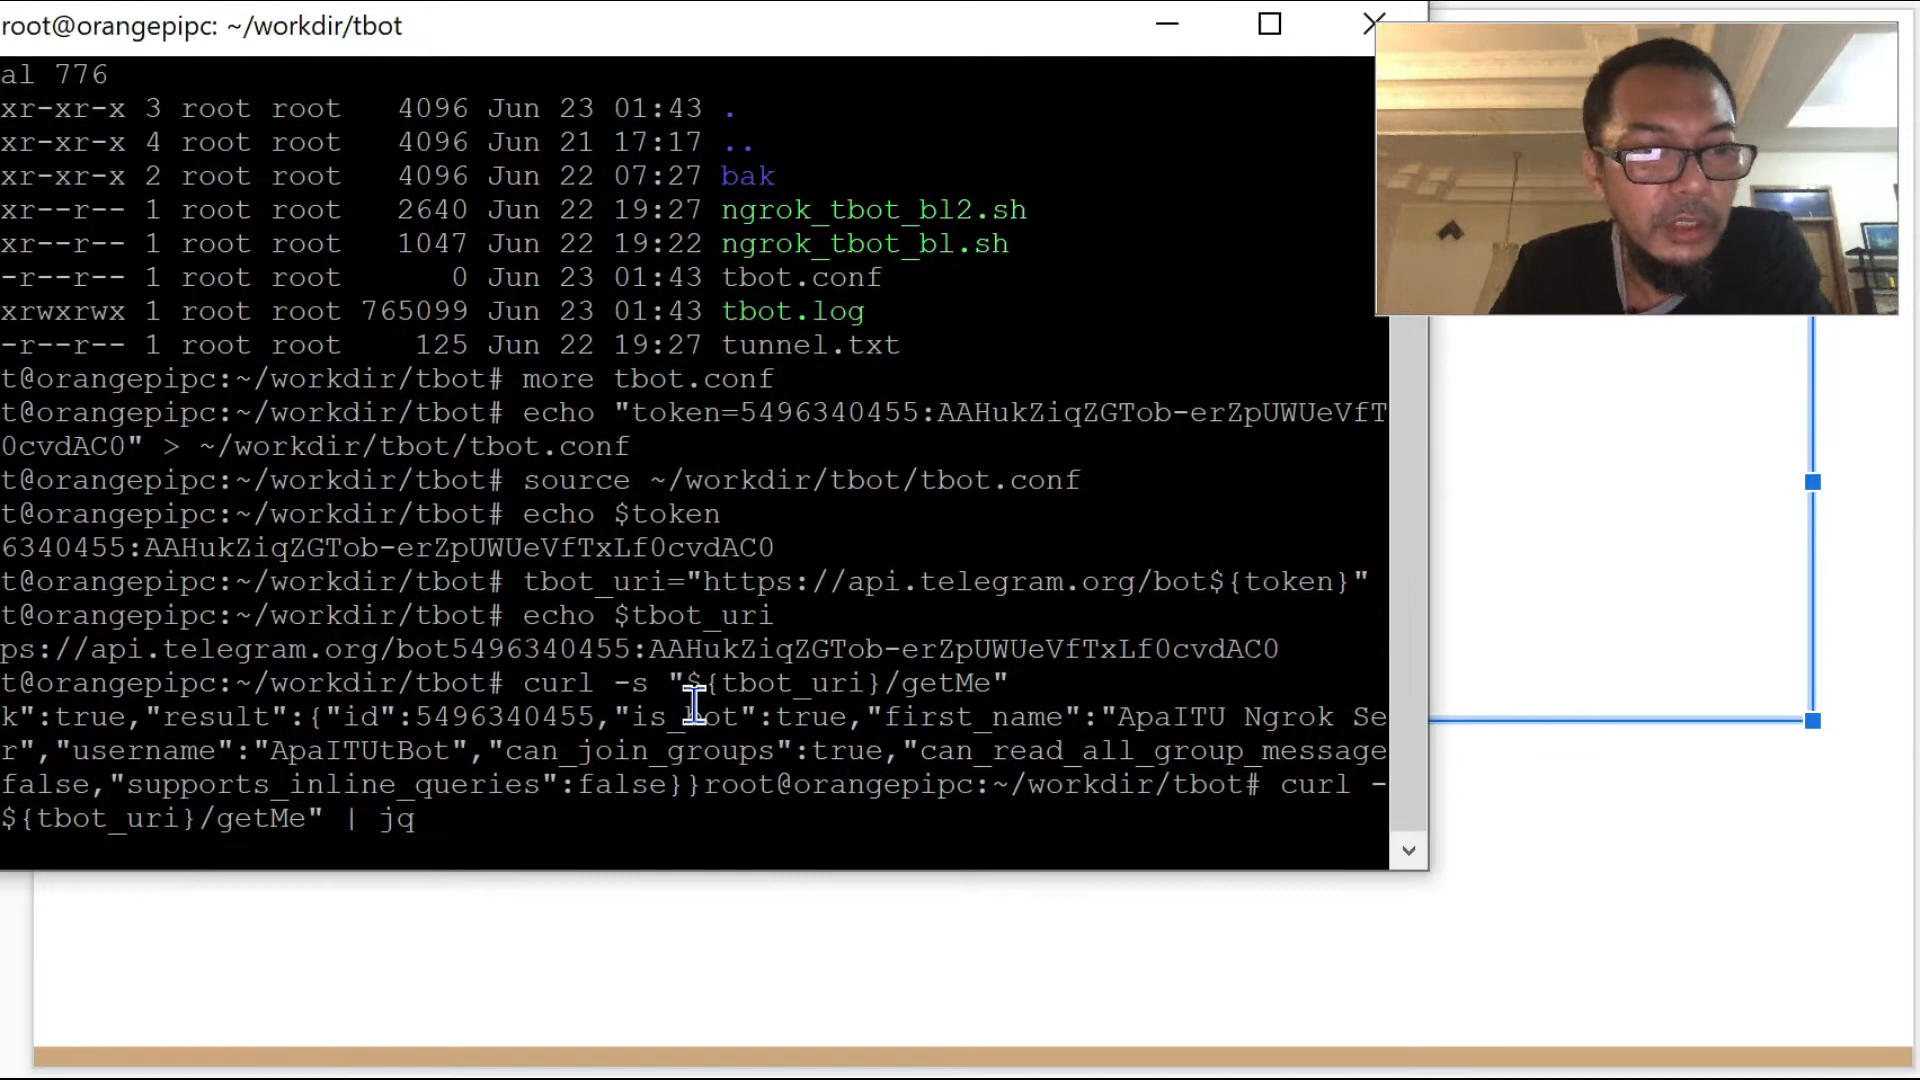 root@orangepipc: ~/workdir/tbot
al 776
xr-xr-x 3 root root 4096 Jun 23 01:43 .
xr-xr-x 4 root root 4096 Jun 21 17:17 ..
xr-xr-x 2 root root 4096 Jun 22 07:27 bak
xr--r-- 1 root root 2640 Jun 22 19:27 ngrok_tbot_bl2.sh
xr--r-- 1 root root 1047 Jun 22 19:22 ngrok_tbot_bl.sh
-r--r-- 1 root root 0 Jun 23 01:43 tbot.conf
xrwxrwx 1 root root 765099 Jun 23 01:43 tbot.log
-r--r-- 1 root root 125 Jun 22 19:27 tunnel.txt
t@orangepipc:~/workdir/tbot# more tbot.conf
t@orangepipc:~/workdir/tbot# echo "token=5496340455:AAHukZiqZGTob-erZpUWUeVfT
0cvdAC0" > ~/workdir/tbot/tbot.conf
t@orangepipc:~/workdir/tbot# source ~/workdir/tbot/tbot.conf
t@orangepipc:~/workdir/tbot# echo $token
6340455:AAHukZiqZGTob-erZpUWUeVfTxLf0cvdAC0
t@orangepipc:~/workdir/tbot# tbot_uri="https://api.telegram.org/bot${token}"
t@orangepipc:~/workdir/tbot# echo $tbot_uri
ps://api.telegram.org/bot5496340455:AAHukZiqZGTob-erZpUWUeVfTxLf0cvdAC0
t@orangepipc:~/workdir/tbot# curl -s "${tbot_uri}/getMe"
k":true,"result":{"id":5496340455,"is_bot":true,"first_name":"ApaITU Ngrok Se
r","username":"ApaITUtBot","can_join_groups":true,"can_read_all_group_message
false,"supports_inline_queries":false}}root@orangepipc:~/workdir/tbot# curl -
${tbot_uri}/getMe" | jq